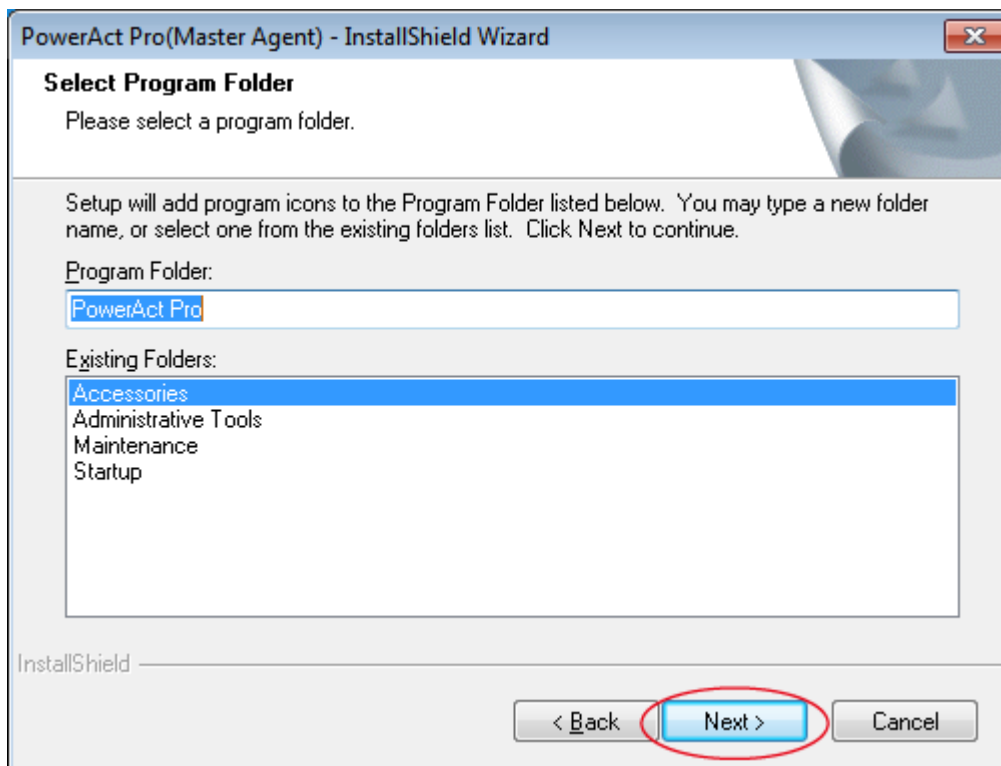 PowerAct Pro(Master Agent) - InstallShield Wizard
Select Program Folder
Please select a program folder.
Setup will add program icons to the Program Folder listed below.  You may type a new folder
name, or select one from the existing folders list.  Click Next to continue.
Program Folder:
PowerAct Pro
Existing Folders:
Accessories
Administrative Tools
Maintenance
Startup
InstallShield
< Back
Next >
Cancel